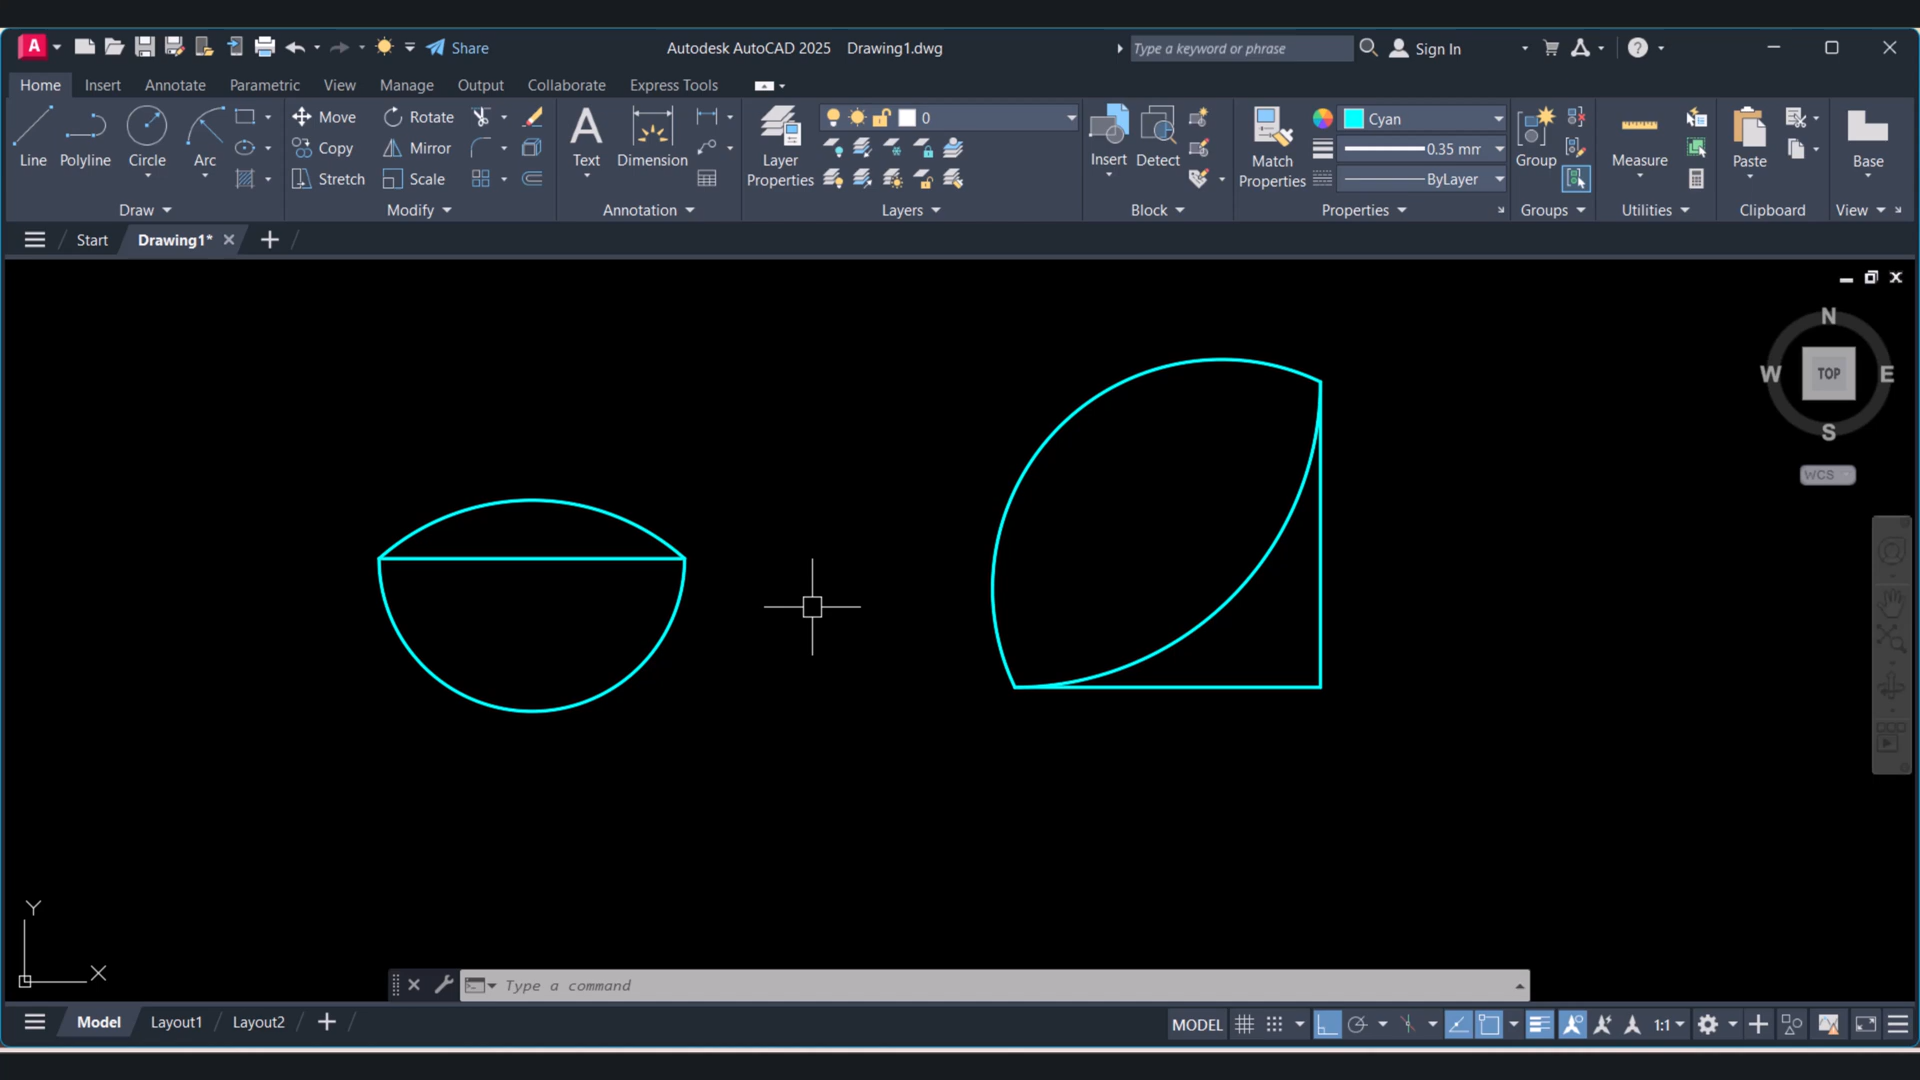 A Share Autodesk AutoCAD 2025 Drawing1.dwg Type a keyword or phrase Sign In ?
Home Insert Annotate Parametric View Manage Output Collaborate Express Tools
Line Polyline Circle Arc
Move Rotate
Copy Mirror
Stretch Scale
A Text Dimension
Layer Properties
0
Insert Detect
Match Properties
Cyan
0.35 mm
ByLayer
Group Measure Paste Base
Draw Modify Annotation Layers Block Properties Groups Utilities Clipboard View
Start Drawing1* +
N
W TOP E
S
WCS
Y
X
Type a command
Model Layout1 Layout2 + MODEL 1:1